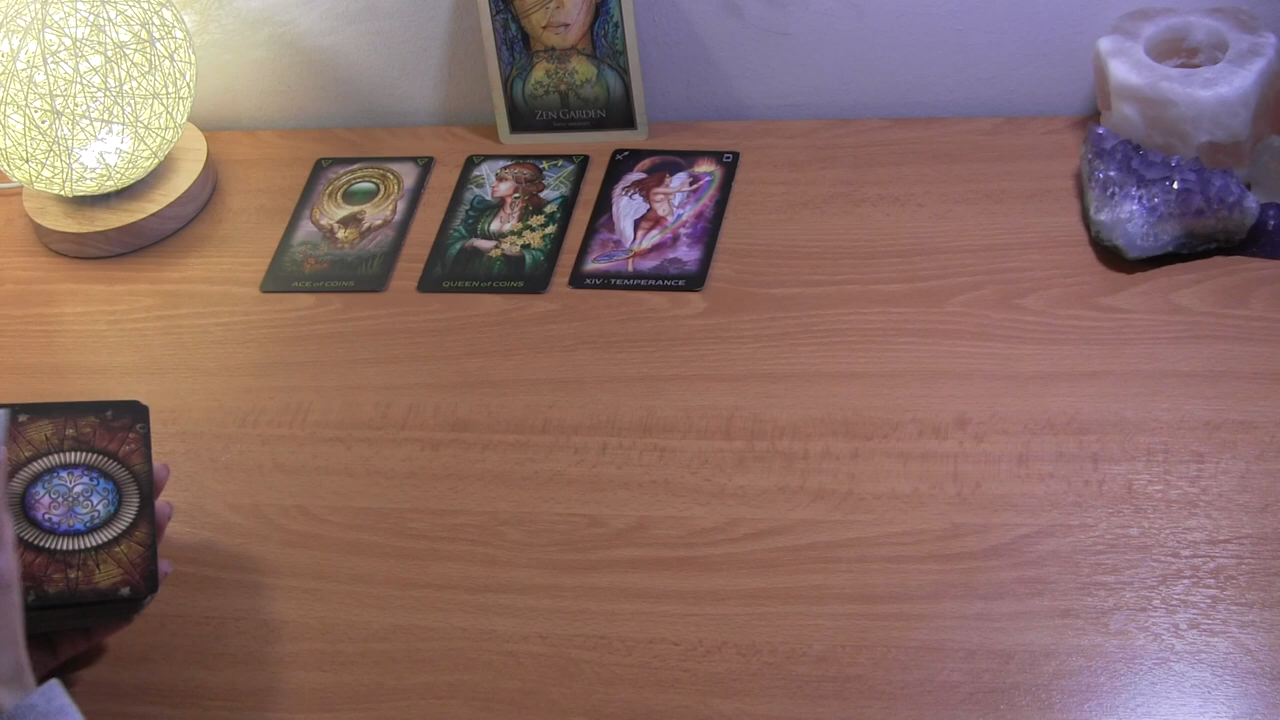 ZEN GARDEN
ACE of COINS
QUEEN of COINS
XIV • TEMPERANCE